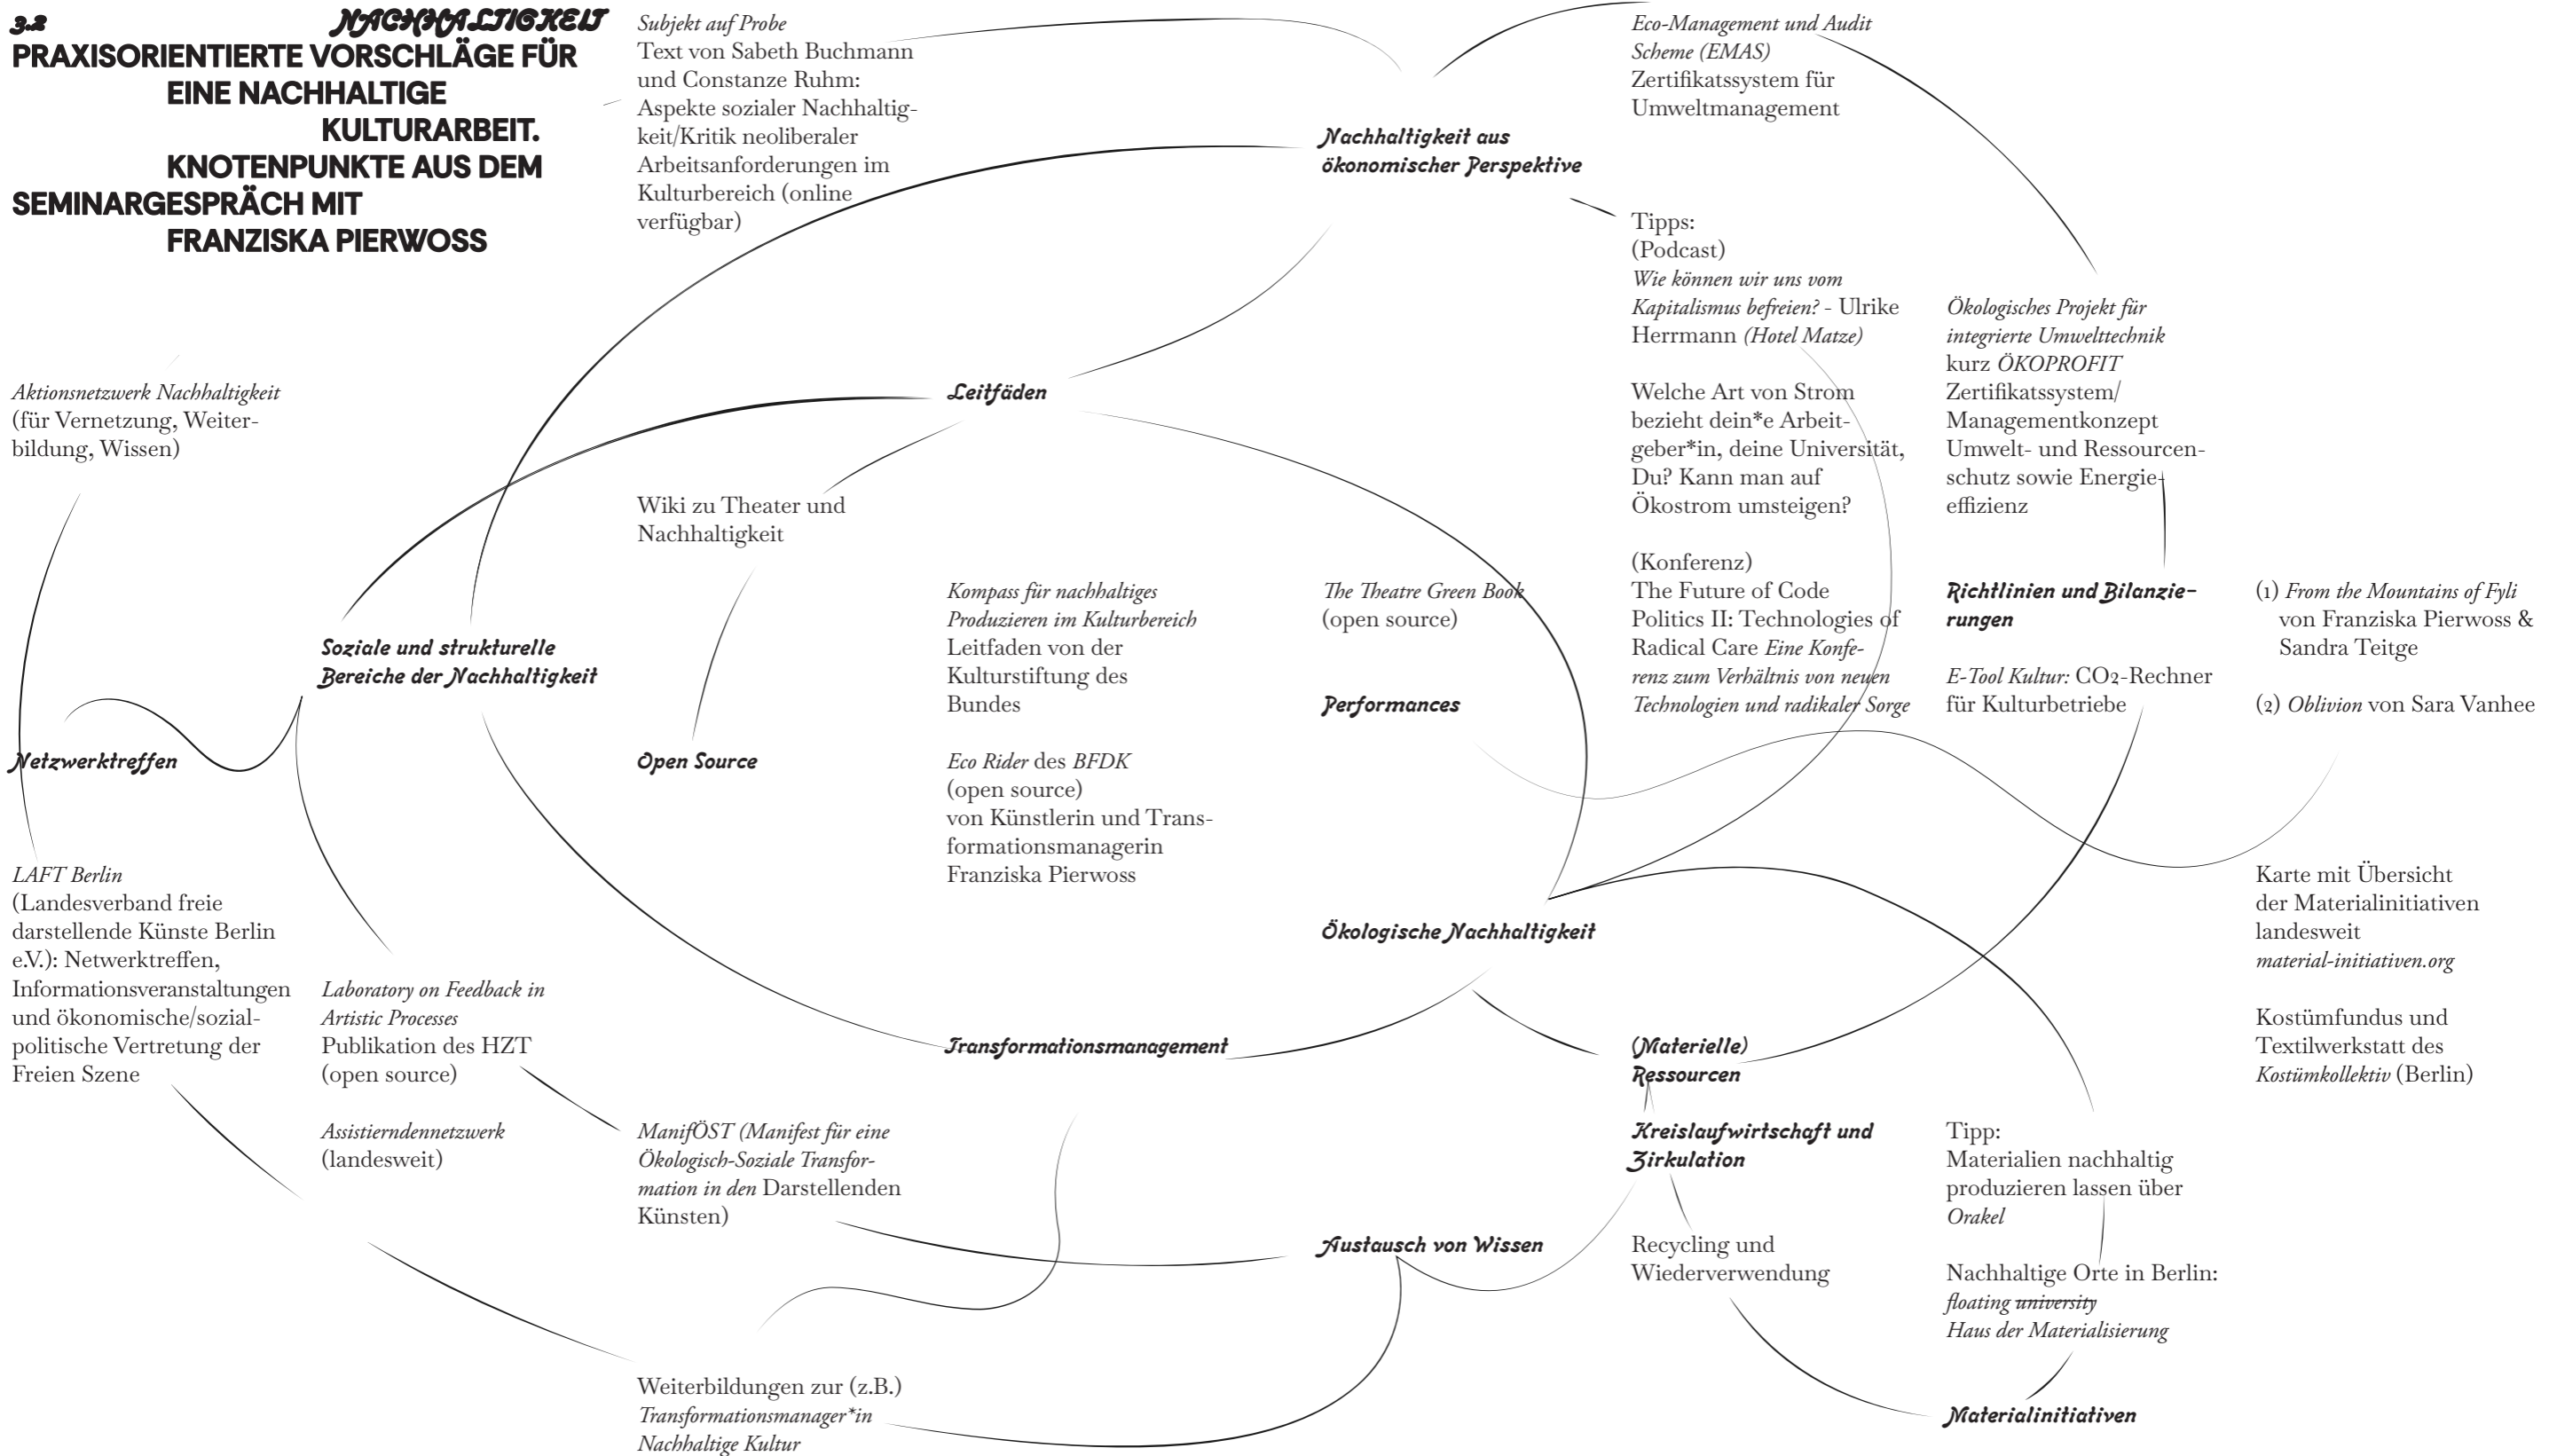 3.2
NACHHALTIGKEIT
PRAXISORIENTIERTE VORSCHLÄGE FÜR
EINE NACHHALTIGE
KULTURARBEIT.
KNOTENPUNKTE AUS DEM
SEMINARGESPRÄCH MIT
FRANZISKA PIERWOSS
Aktionsnetzwerk Nachhaltigkeit
(für Vernetzung, Weiter-
bildung, Wissen)
Netzwerktreffen
LAFT Berlin
(Landesverband freie
darstellende Künste Berlin
e.V.): Netwerktreffen,
Informationsveranstaltungen
und ökonomische/sozial-
politische Vertretung der
Freien Szene
Soziale und strukturelle
Bereiche der Nachhaltigkeit
Laboratory on Feedback in
Artistic Processes
Publikation des HZT
(open source)
Assistierndennetzwerk
(landesweit)
Subjekt auf Probe
Text von Sabeth Buchmann
und Constanze Ruhm:
Aspekte sozialer Nachhaltig-
keit/Kritik neoliberaler
Arbeitsanforderungen im
Kulturbereich (online
verfügbar)
Wiki zu Theater und
Nachhaltigkeit
Open Source
ManifÖST (Manifest für eine
Ökologisch-Soziale Transfor-
mation in den Darstellenden
Künsten)
Weiterbildungen zur (z.B.)
Transformationsmanager*in
Nachhaltige Kultur
Leitfäden
Kompass für nachhaltiges
Produzieren im Kulturbereich
Leitfaden von der
Kulturstiftung des
Bundes
Eco Rider des BFDK
(open source)
von Künstlerin und Trans-
formationsmanagerin
Franziska Pierwoss
Transformationsmanagement
Nachhaltigkeit aus
ökonomischer Perspektive
The Theatre Green Book
(open source)
Performances
Ökologische Nachhaltigkeit
Austausch von Wissen
Eco-Management und Audit
Scheme (EMAS)
Zertifikatssystem für
Umweltmanagement
Tipps:
(Podcast)
Wie können wir uns vom
Kapitalismus befreien? - Ulrike
Herrmann (Hotel Matze)
Welche Art von Strom
bezieht dein*e Arbeit-
geber*in, deine Universität,
Du? Kann man auf
Ökostrom umsteigen?
(Konferenz)
The Future of Code
Politics II: Technologies of
Radical Care Eine Konfe-
renz zum Verhältnis von neuen
Technologien und radikaler Sorge
(Materielle)
Ressourcen
Kreislaufwirtschaft und
Zirkulation
Recycling und
Wiederverwendung
Ökologisches Projekt für
integrierte Umwelttechnik
kurz ÖKOPROFIT
Zertifikatssystem/
Managementkonzept
Umwelt- und Ressourcen-
schutz sowie Energie-
effizienz
Richtlinien und Bilanzie-
rungen
E-Tool Kultur: CO2-Rechner
für Kulturbetriebe
Tipp:
Materialien nachhaltig
produzieren lassen über
Orakel
Nachhaltige Orte in Berlin:
floating university
Haus der Materialisierung
Materialinitiativen
(1) From the Mountains of Fyli
von Franziska Pierwoss &
Sandra Teitge
(2) Oblivion von Sara Vanhee
Karte mit Übersicht
der Materialinitiativen
landesweit
material-initiativen.org
Kostümfundus und
Textilwerkstatt des
Kostümkollektiv (Berlin)